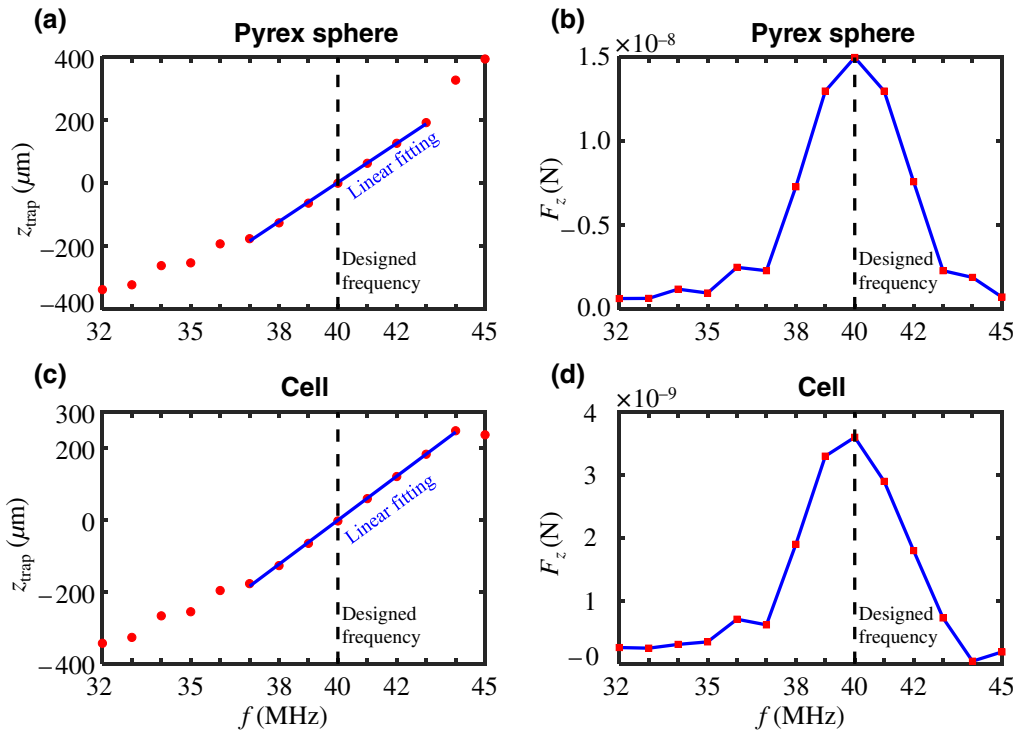 (a)
Pyrex sphere
400
200
0
−200
−400
z_trap (μm)
Linear fitting
Designed
frequency
32
35
38
40
42
45
(b)
Pyrex sphere
×10⁻⁸
1.5
1.0
0.5
0.0
F_z (N)
Designed
frequency
32
35
38
40
42
45
(c)
Cell
300
200
0
−200
−400
z_trap (μm)
Linear fitting
Designed
frequency
32
35
38
40
42
45
f (MHz)
(d)
Cell
×10⁻⁹
4
3
2
1
−0
F_z (N)
Designed
frequency
32
35
38
40
42
45
f (MHz)